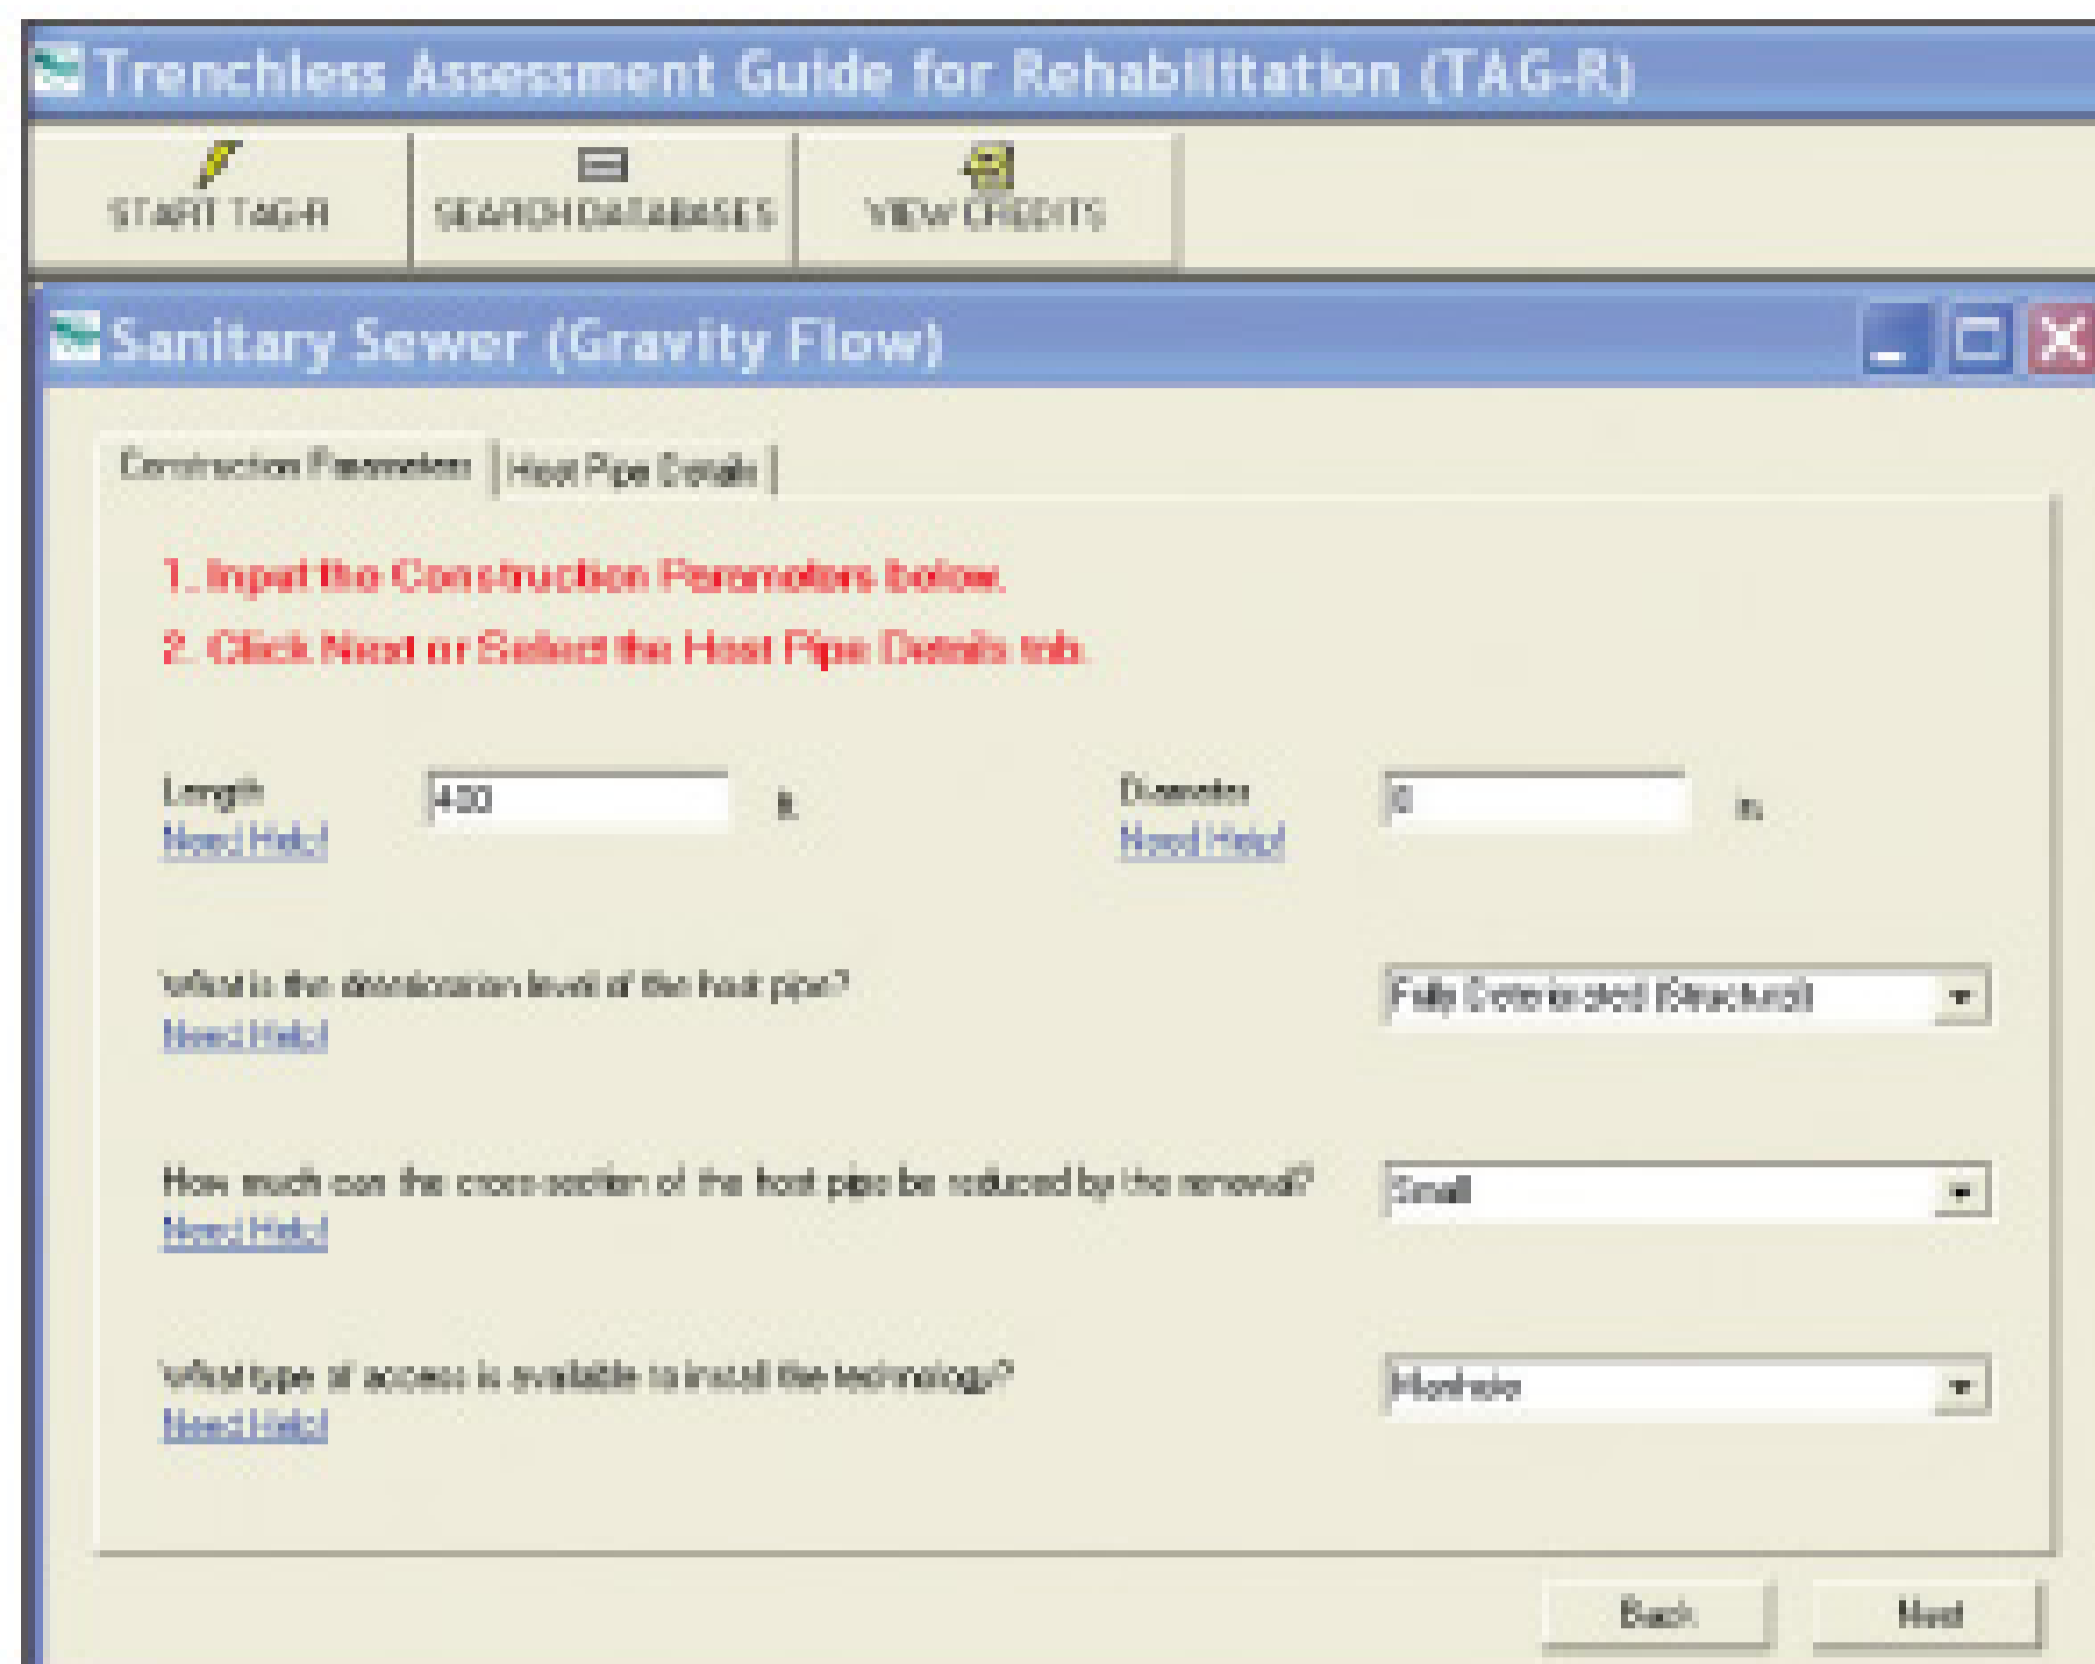 Trenchless Assessment Guide for Rehabilitation (TAG-R)
START TAG-R SEARCH DATABASES VIEW CREDITS
Sanitary Sewer (Gravity Flow)
Construction Parameters Host Pipe Details
1. Input the Construction Parameters below.
2. Click Next or Select the Host Pipe Details tab.
Length 400 ft. Diameter in.
Need Help! Need Help!
What is the deterioration level of the host pipe? Fully Deteriorated (Structural)
Need Help!
How much can the cross-section of the host pipe be reduced by the renewal? Small
Need Help!
What type of access is available to install the technology? Manhole
Need Help!
Back Next